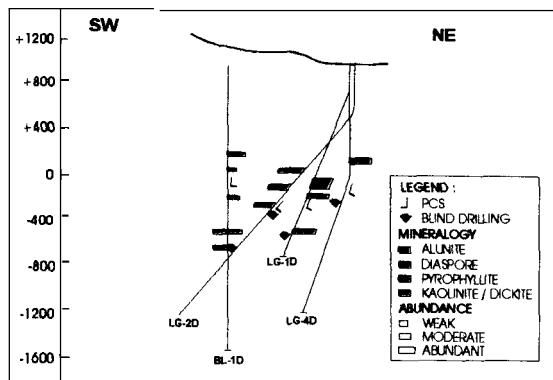 SW
NE
+1200
+800
+400
0
-400
-800
-1200
-1600
LG-1D
LG-2D
LG-4D
BL-1D
LEGEND :
PCS
BLIND DRILLING
MINERALOGY
ALUNITE
DIASPORE
PYROPHYLLITE
KAOLINITE / DICKITE
ABUNDANCE
WEAK
MODERATE
ABUNDANT